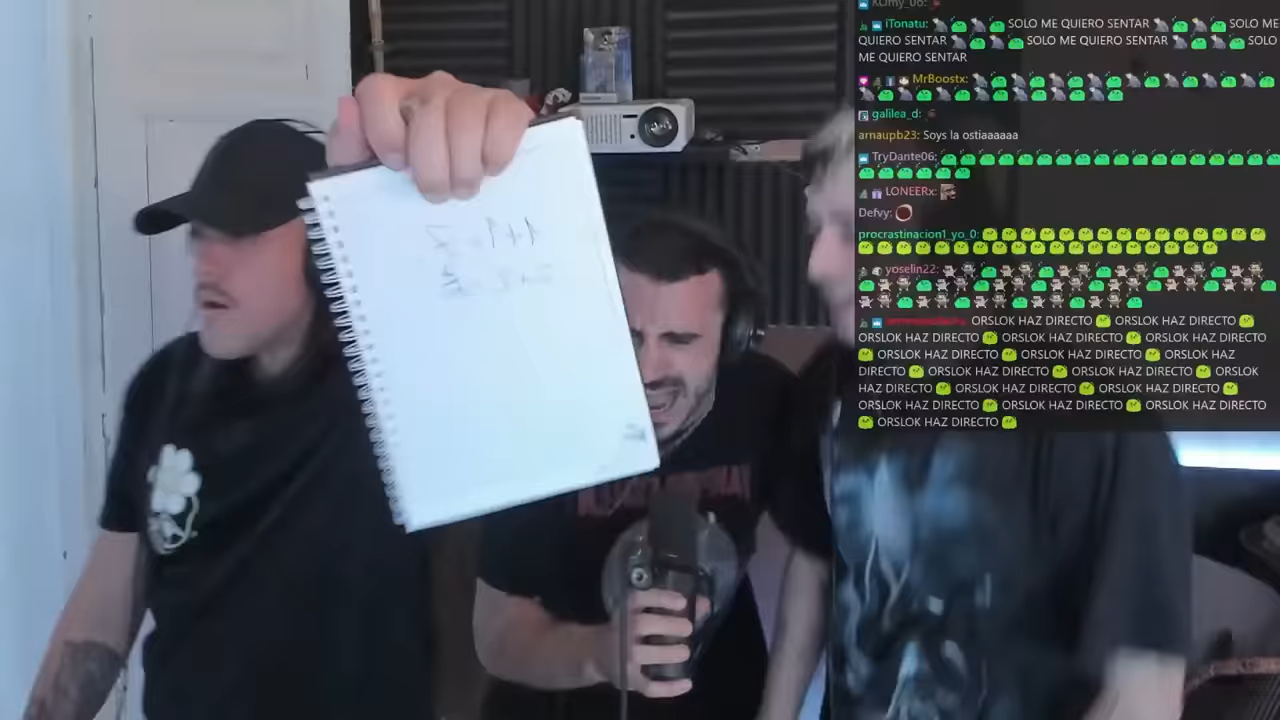 iTonatu: SOLO ME QUIERO SENTAR SOLO ME
QUIERO SENTAR SOLO ME QUIERO SENTAR SOLO
ME QUIERO SENTAR
MrBoostx:
galilea_d:
arnaupb23: Soys la ostiaaaaaa
TryDante06:
LONEERx:
Defvy:
procrastinacion1_yo_0:
yoselin22:
ORSLOK HAZ DIRECTO ORSLOK HAZ DIRECTO
ORSLOK HAZ DIRECTO ORSLOK HAZ DIRECTO ORSLOK HAZ DIRECTO
ORSLOK HAZ DIRECTO ORSLOK HAZ DIRECTO ORSLOK HAZ
DIRECTO ORSLOK HAZ DIRECTO ORSLOK HAZ DIRECTO ORSLOK
HAZ DIRECTO ORSLOK HAZ DIRECTO ORSLOK HAZ DIRECTO
ORSLOK HAZ DIRECTO ORSLOK HAZ DIRECTO ORSLOK HAZ DIRECTO
ORSLOK HAZ DIRECTO